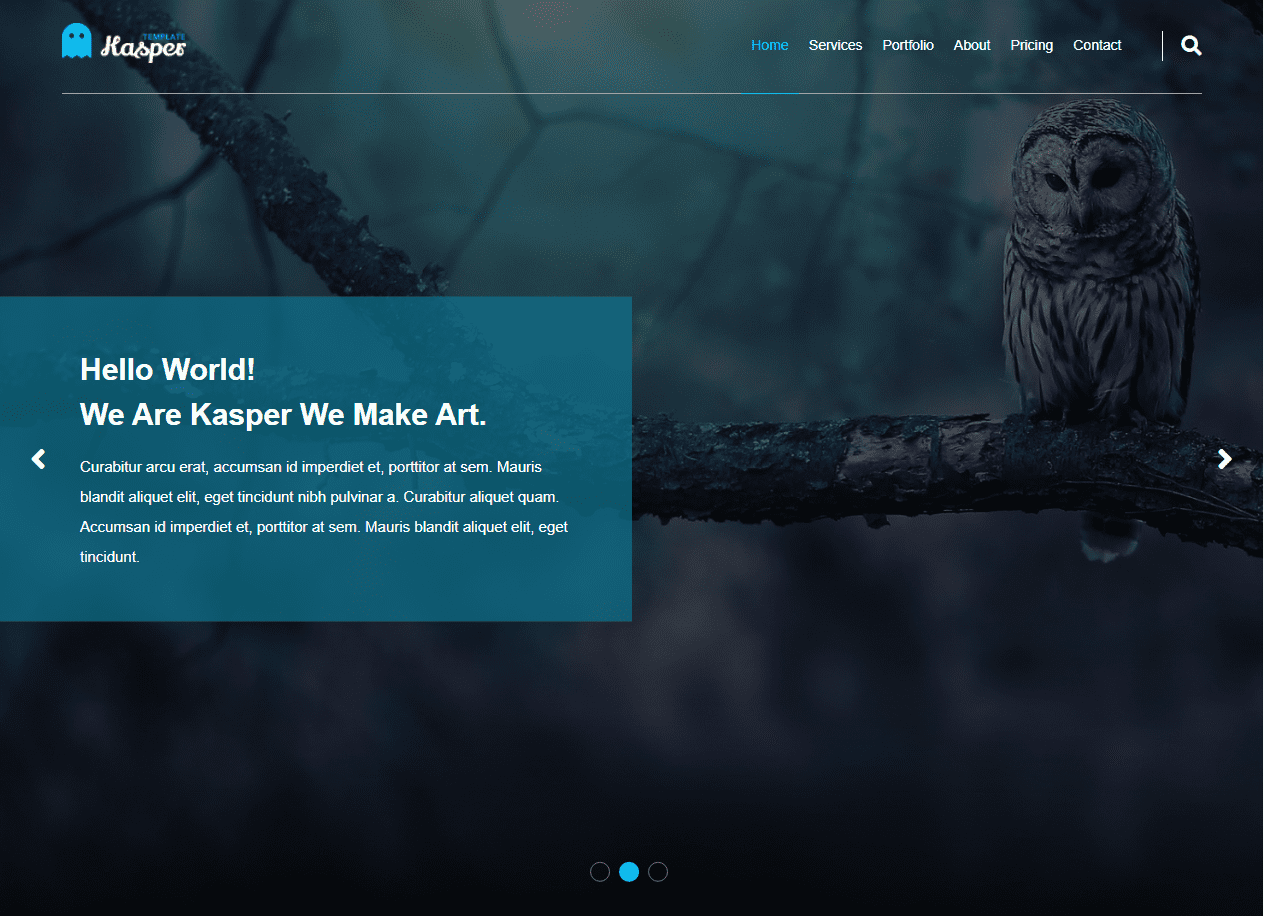 TEMPLATE
Kasper
Home Services Portfolio About Pricing Contact
Hello World!
We Are Kasper We Make Art.
Curabitur arcu erat, accumsan id imperdiet et, porttitor at sem. Mauris
blandit aliquet elit, eget tincidunt nibh pulvinar a. Curabitur aliquet quam.
Accumsan id imperdiet et, porttitor at sem. Mauris blandit aliquet elit, eget
tincidunt.